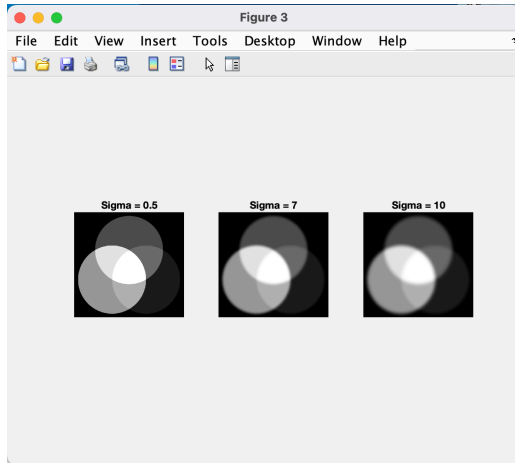 Figure 3
File Edit View Insert Tools Desktop Window Help
Sigma = 0.5 Sigma = 7 Sigma = 10